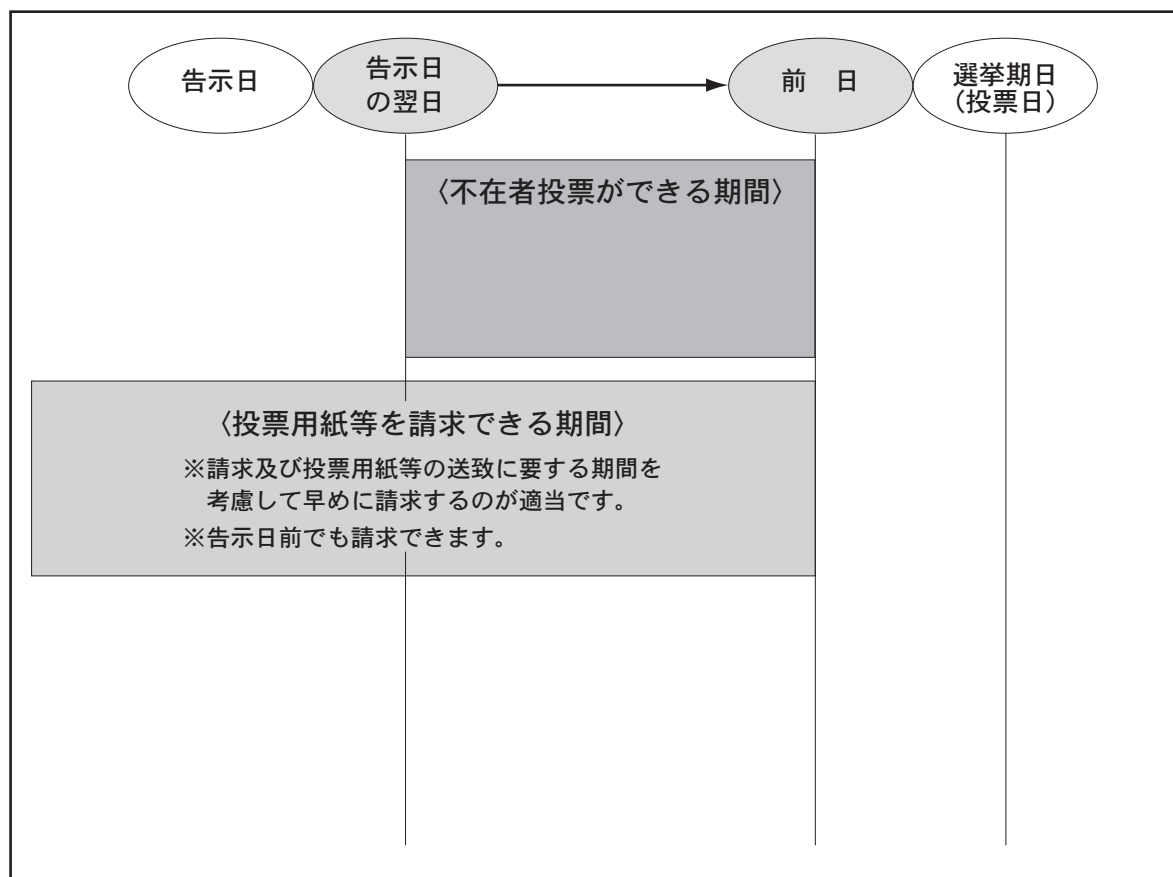 告示日
告示日
の翌日
前　日
選挙期日
（投票日）
〈不在者投票ができる期間〉
〈投票用紙等を請求できる期間〉
※請求及び投票用紙等の送致に要する期間を
考慮して早めに請求するのが適当です。
※告示日前でも請求できます。